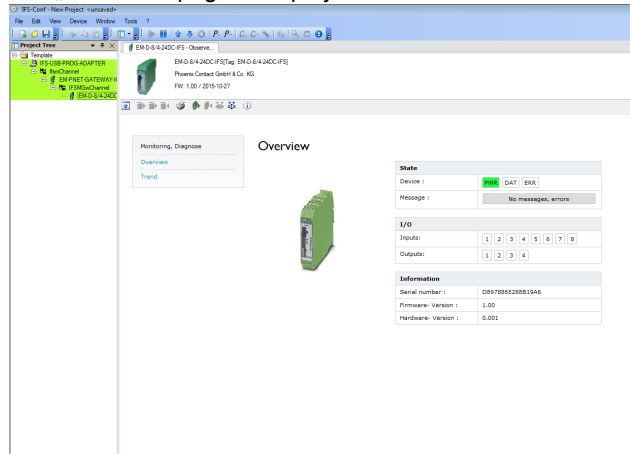 IFS-Conf - New Project <unsaved>
File Edit View Device Window Tools ?
Project Tree
Template
IFS-USB-PROG-ADAPTER
IfsmChannel
EM-PNET-GATEWAY-I
IFSMGwChannel
EM-D-8/4-24DC
EM-D-8/4-24DC-IFS - Observe...
EM-D-8/4-24DC-IFS[Tag: EM-D-8/4-24DC-IFS]
Phoenix Contact GmbH & Co. KG
FW: 1.00 / 2015-10-27
Monitoring, Diagnose
Overview
Trend
Overview
State
Device : PWR DAT ERR
Message : No messages, errors
I/O
Inputs: 1 2 3 4 5 6 7 8
Outputs: 1 2 3 4
Information
Serial number : D8978865288B19A6
Firmware- Version : 1.00
Hardware- Version : 0.001